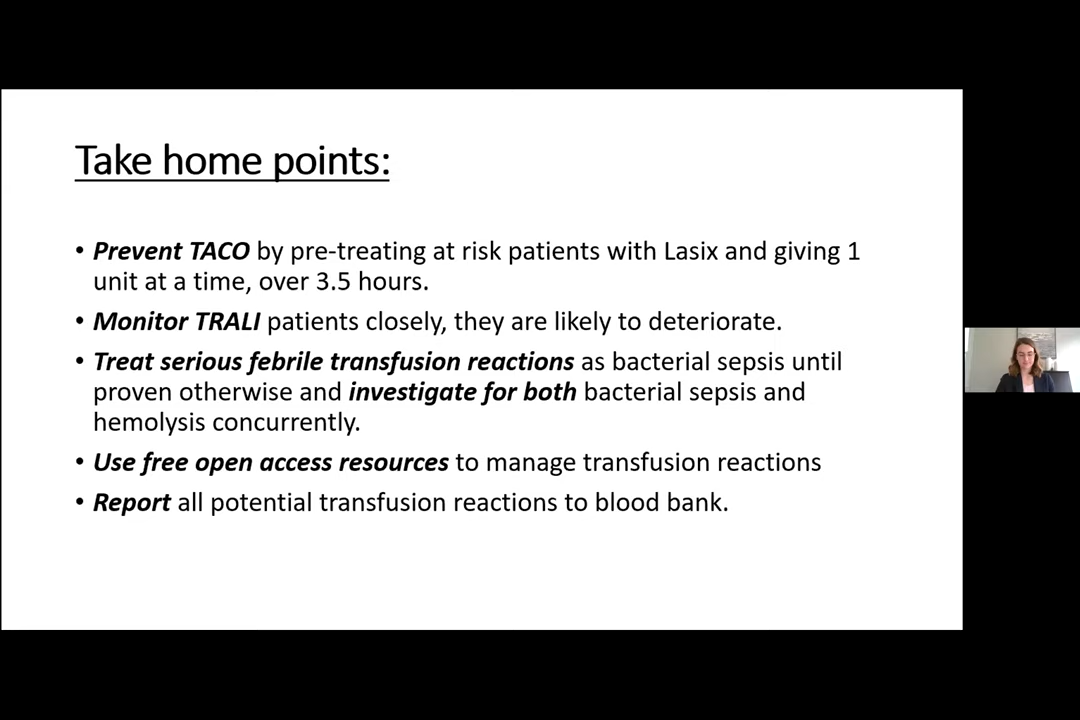 Take home points:
• Prevent TACO by pre-treating at risk patients with Lasix and giving 1
unit at a time, over 3.5 hours.
• Monitor TRALI patients closely, they are likely to deteriorate.
• Treat serious febrile transfusion reactions as bacterial sepsis until
proven otherwise and investigate for both bacterial sepsis and
hemolysis concurrently.
• Use free open access resources to manage transfusion reactions
• Report all potential transfusion reactions to blood bank.